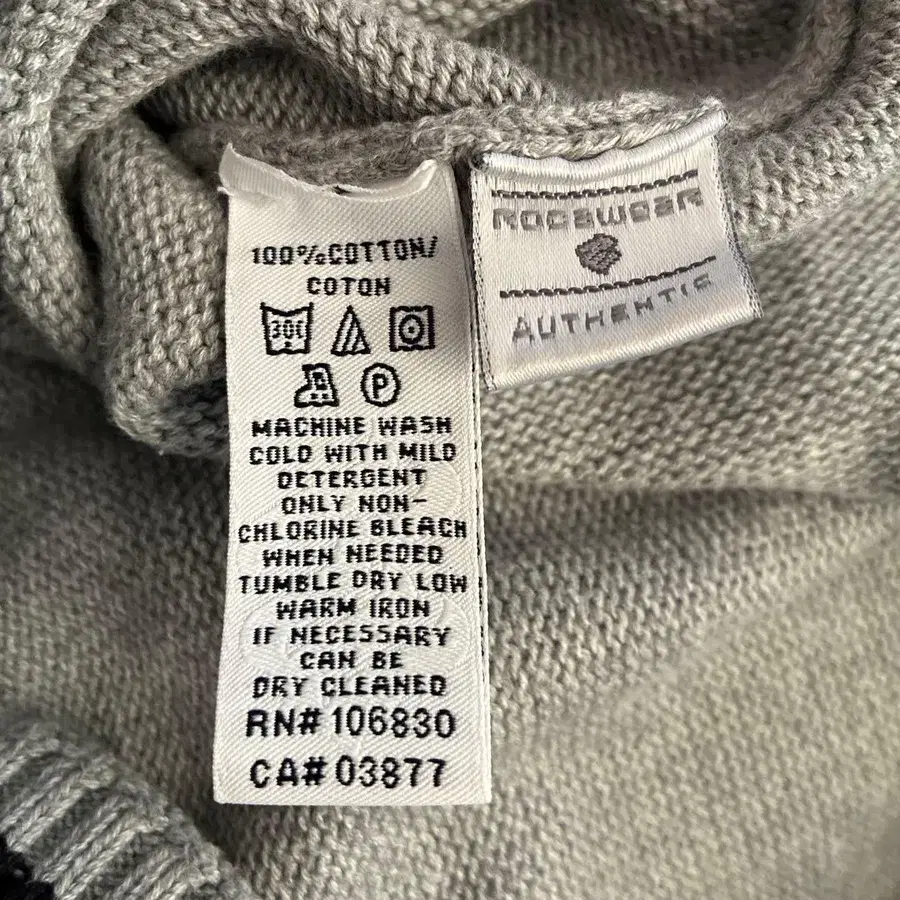 100% COTTON/
COTON
30C
P
MACHINE WASH
COLD WITH MILD
DETERGENT
ONLY NON-
CHLORINE BLEACH
WHEN NEEDED
TUMBLE DRY LOW
WARM IRON
IF NECESSARY
CAN BE
DRY CLEANED
RN# 106830
CA# 03877
ROCAWEAR
AUTHENTIC